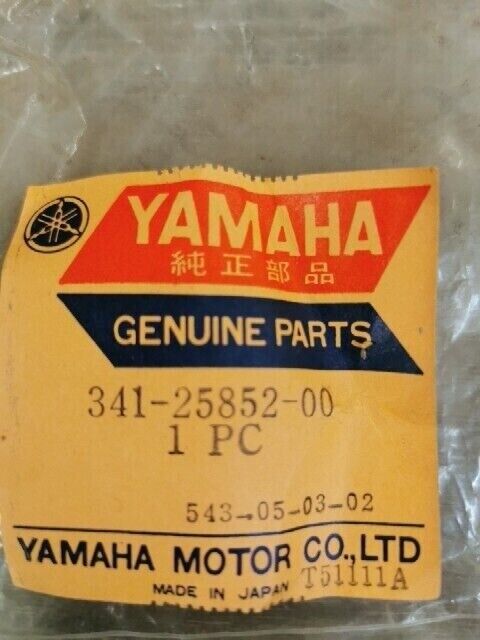 YAMAHA
純正部品
GENUINE PARTS
341-25852-00
1 PC
543-05-03-02
YAMAHA MOTOR CO.,LTD
MADE IN JAPAN T51111A